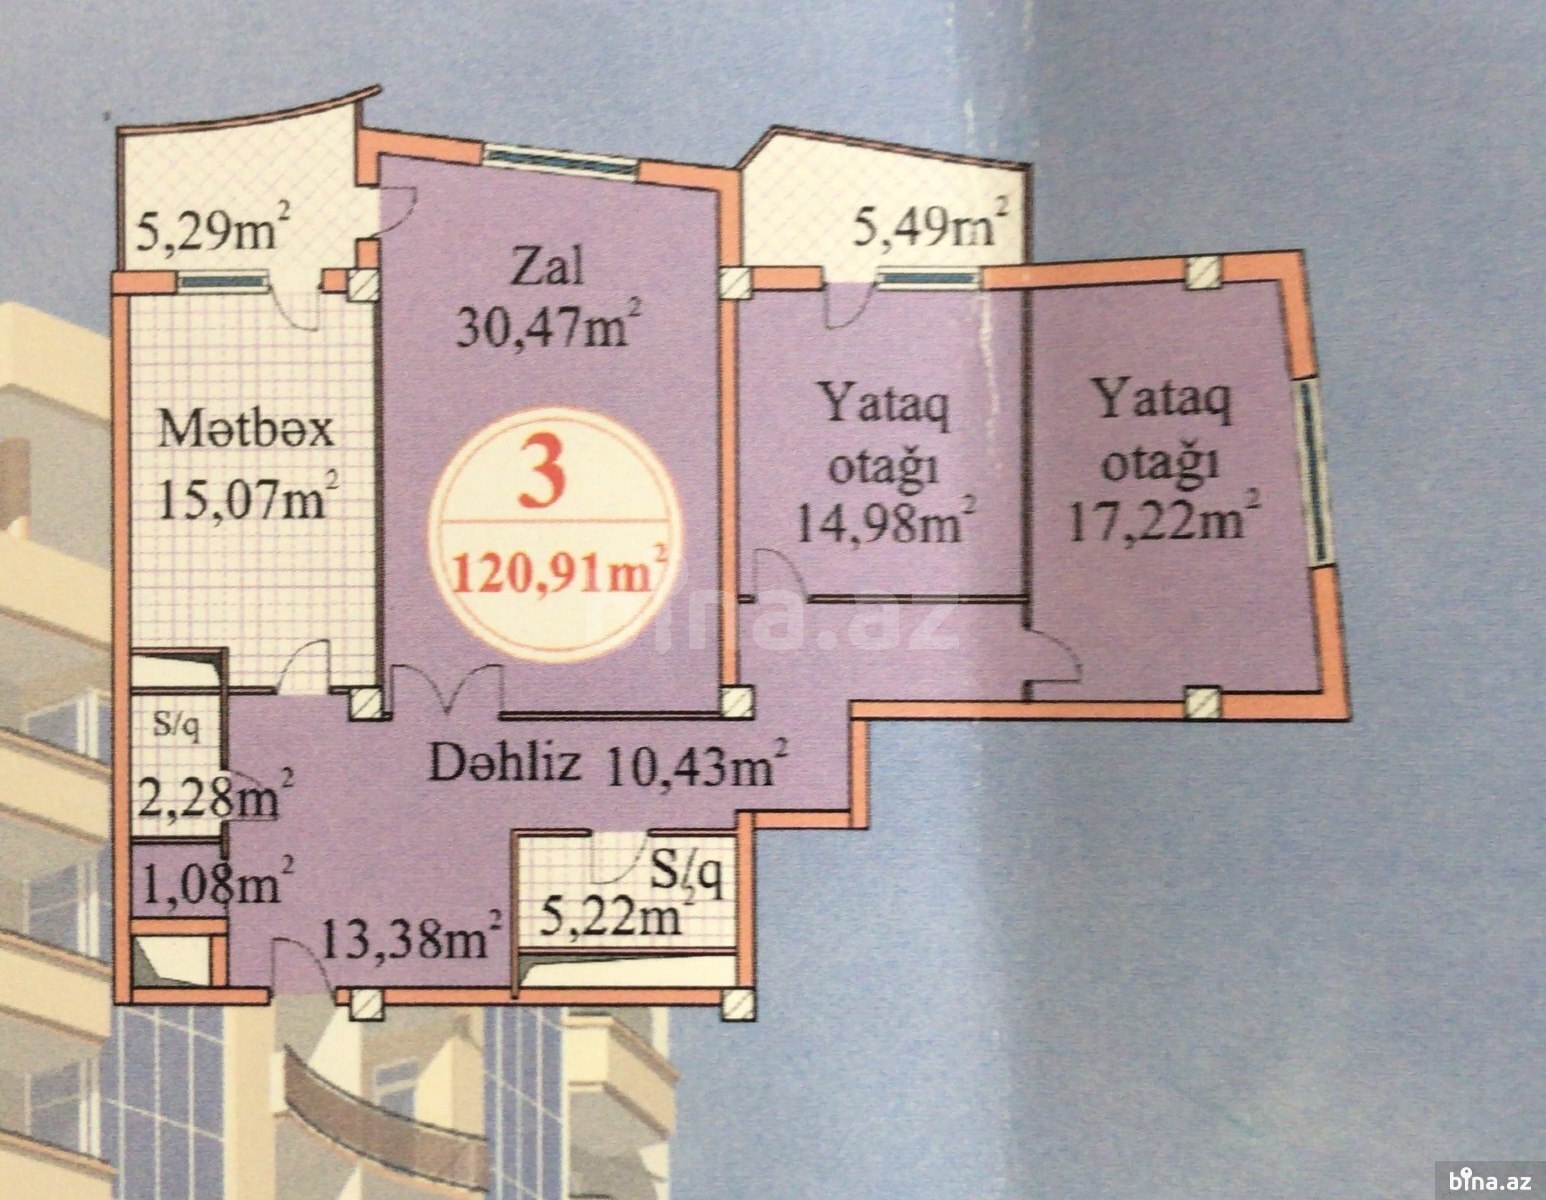 5,29m²
5,49m²
Zal
30,47m²
Mətbəx
15,07m²
Yataq
otağı
14,98m²
Yataq
otağı
17,22m²
3
120,91m²
bina.az
S/q
2,28m²
Dəhliz 10,43m²
1,08m²
13,38m²
S/q
5,22m²
bina.az